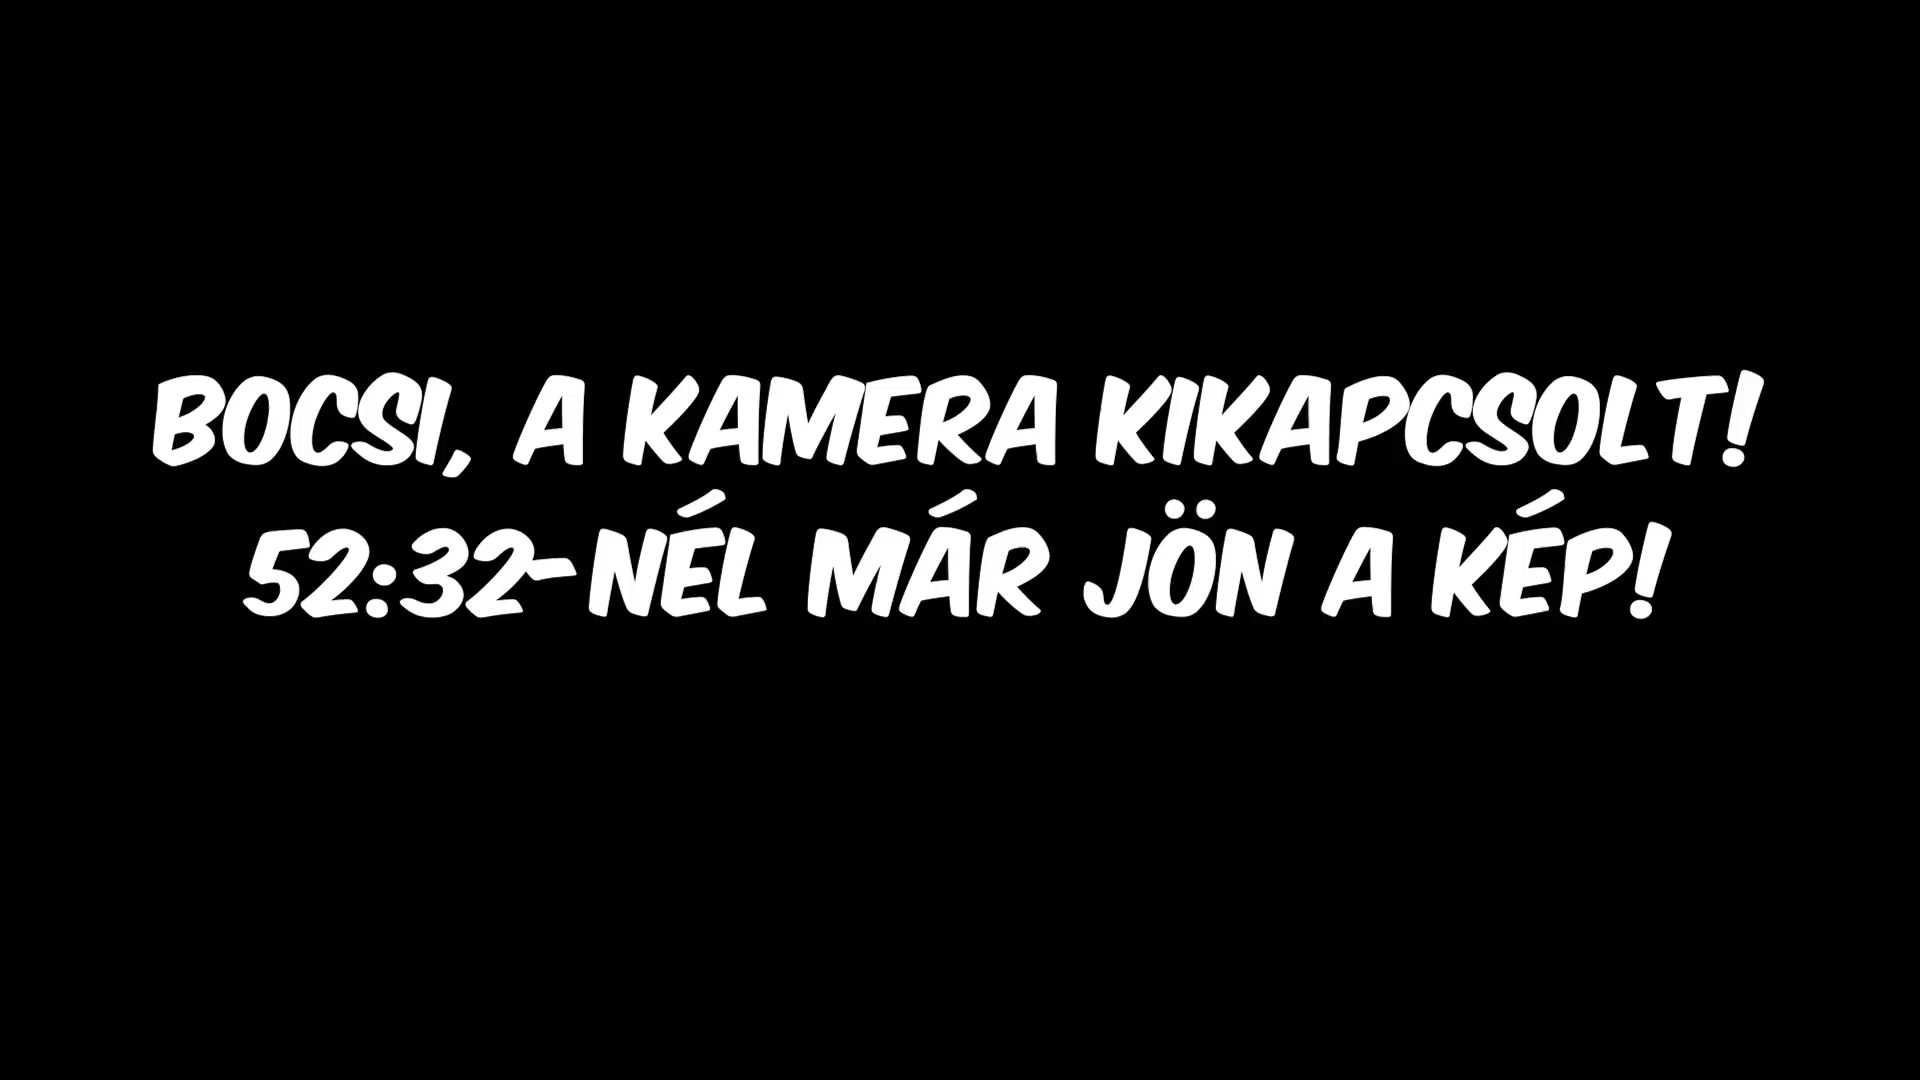 BOCSI, A KAMERA KIKAPCSOLT!
52:32-NÉL MÁR JÖN A KÉP!